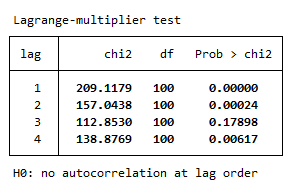 Lagrange-multiplier test
lag chi2 df Prob > chi2
1 209.1179 100 0.00000
2 157.0438 100 0.00024
3 112.8530 100 0.17898
4 138.8769 100 0.00617
H0: no autocorrelation at lag order